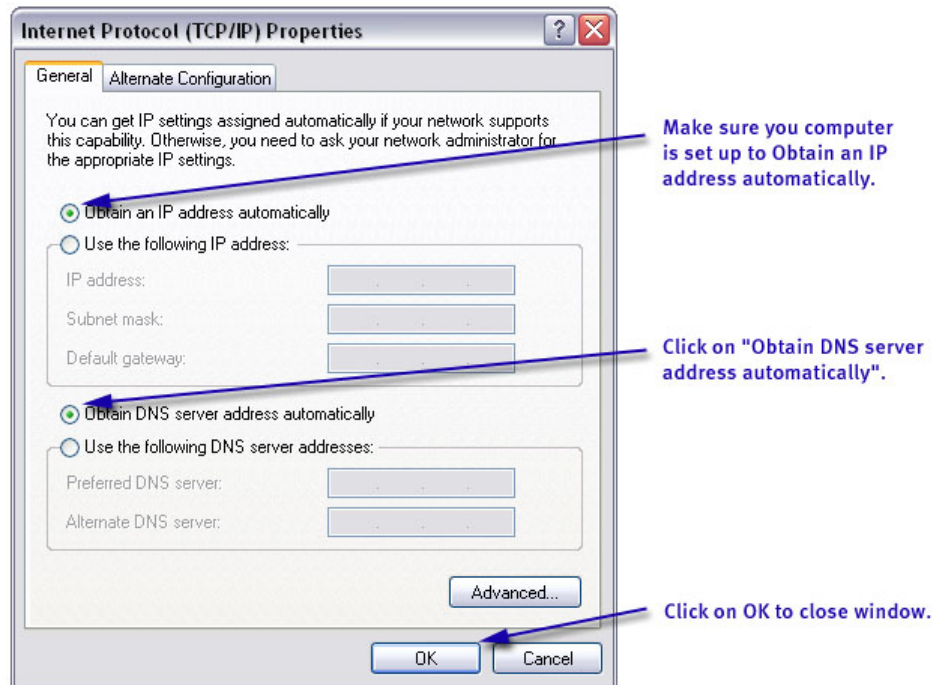 Internet Protocol (TCP/IP) Properties
General
Alternate Configuration
You can get IP settings assigned automatically if your network supports
this capability. Otherwise, you need to ask your network administrator for
the appropriate IP settings.
Make sure you computer
is set up to Obtain an IP
address automatically.
Obtain an IP address automatically
Use the following IP address:
IP address:
Subnet mask:
Default gateway:
Click on "Obtain DNS server
address automatically".
Obtain DNS server address automatically
Use the following DNS server addresses:
Preferred DNS server:
Alternate DNS server:
Advanced...
Click on OK to close window.
OK
Cancel